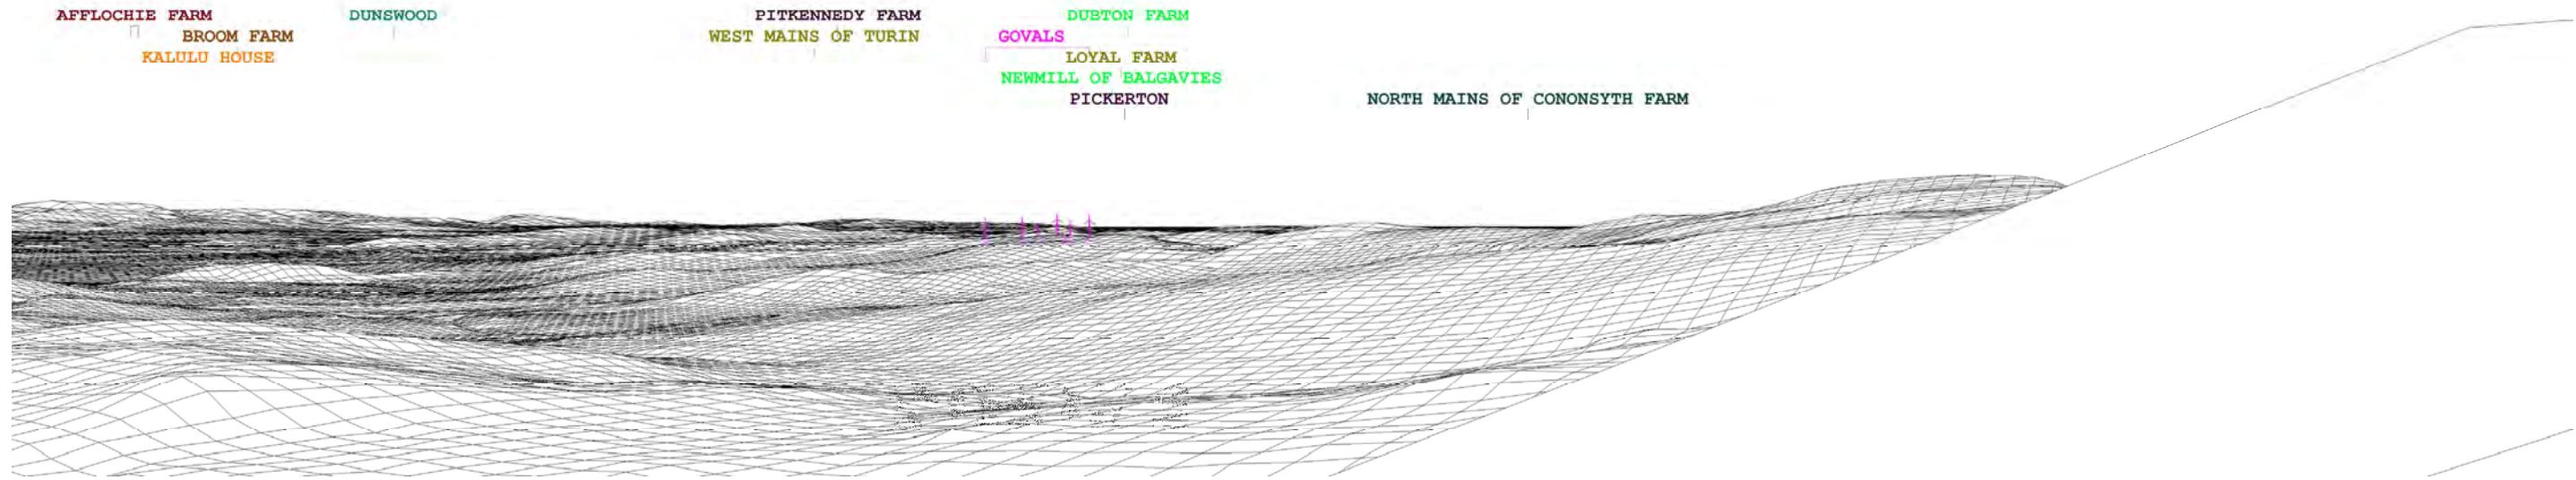 AFFLOCHIE FARM
BROOM FARM
KALULU HOUSE
DUNSWOOD
PITKENNEDY FARM
WEST MAINS OF TURIN
GOVALS
DUBTON FARM
LOYAL FARM
NEWMILL OF BALGAVIES
PICKERTON
NORTH MAINS OF CONONSYTH FARM